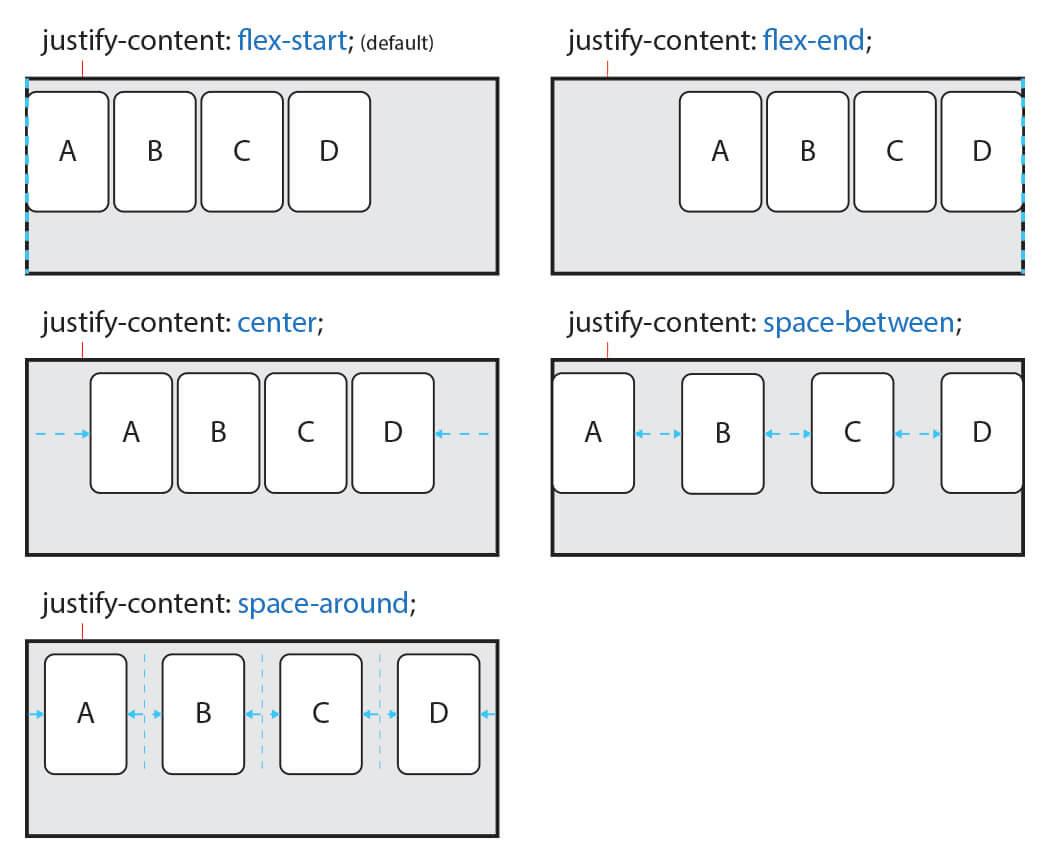 justify-content: flex-start; (default)
A B C D
justify-content: flex-end;
A B C D
justify-content: center;
A B C D
justify-content: space-between;
A B C D
justify-content: space-around;
A B C D